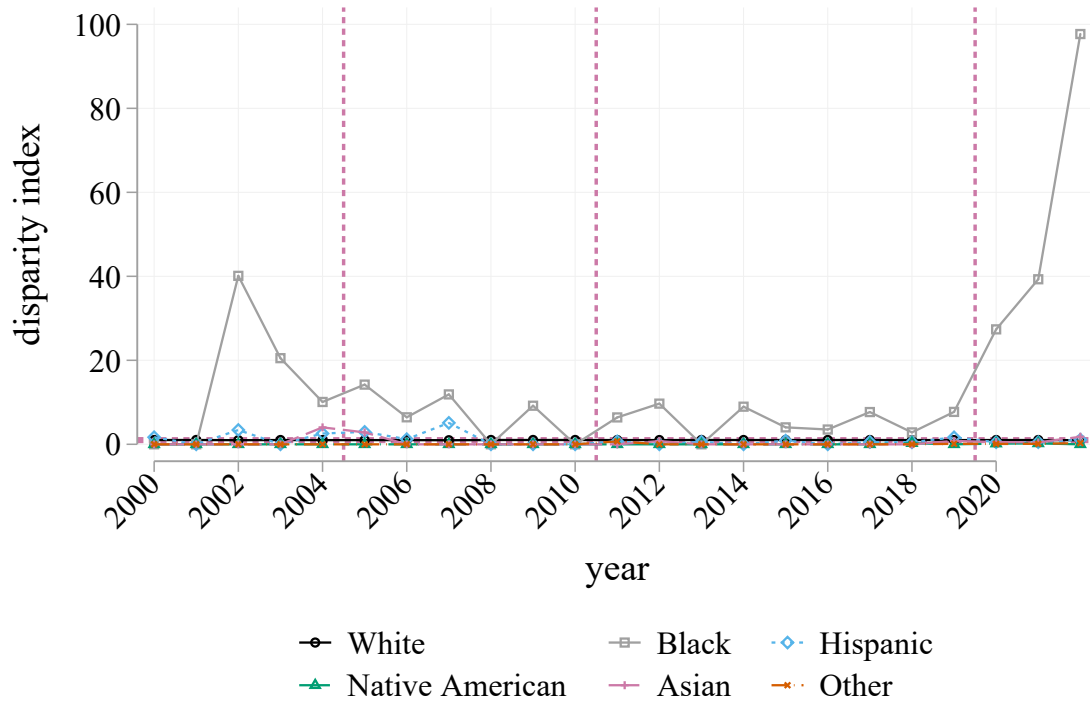 100
80
60
40
20
0
disparity index
2000 2002 2004 2006 2008 2010 2012 2014 2016 2018 2020
year
White Black Hispanic
Native American Asian Other